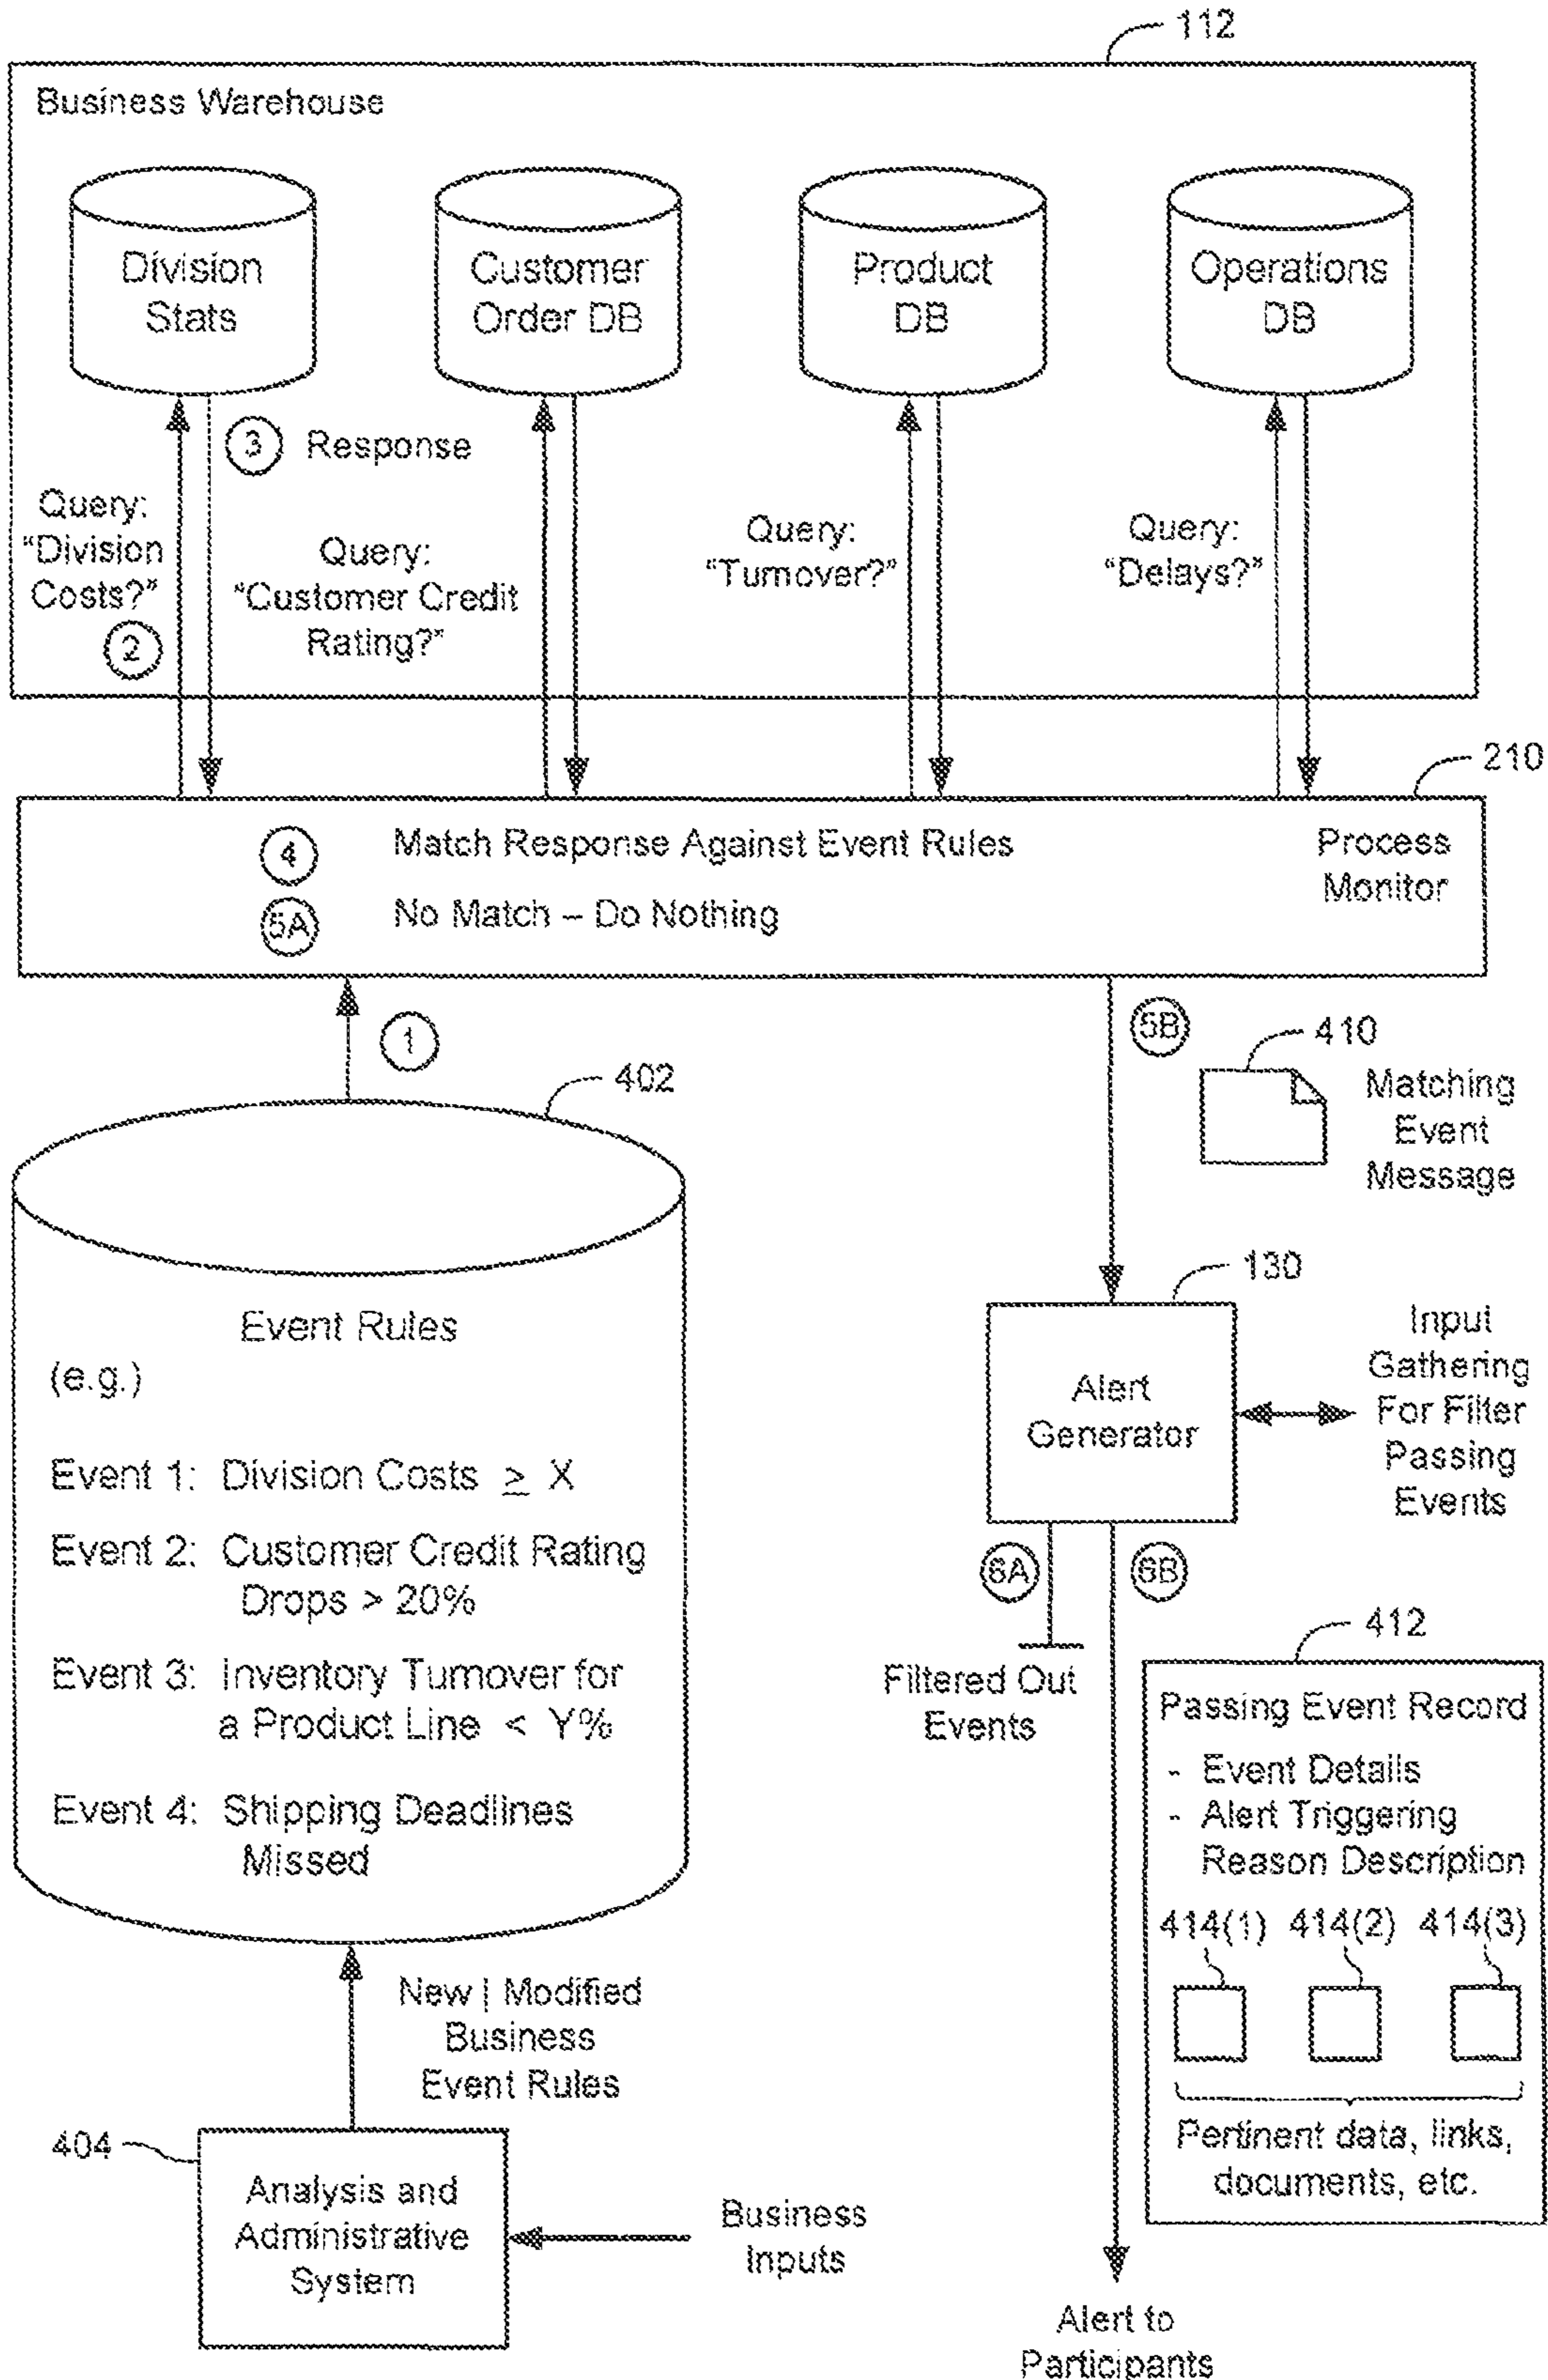 112
Business Warehouse
Division
Stats
Customer
Order DB
Product
DB
Operations
DB
3 Response
Query:
"Division
Costs?"
2
Query:
"Customer Credit
Rating?"
Query:
"Turnover?"
Query:
"Delays?"
210
4 Match Response Against Event Rules
5A No Match – Do Nothing
Process
Monitor
1
402
5B
410
Matching
Event
Message
Event Rules
(e.g.)
Event 1: Division Costs ≥ X
Event 2: Customer Credit Rating
Drops > 20%
Event 3: Inventory Turnover for
a Product Line < Y%
Event 4: Shipping Deadlines
Missed
130
Alert
Generator
Input
Gathering
For Filter
Passing
Events
6A
6B
Filtered Out
Events
412
Passing Event Record
- Event Details
- Alert Triggering
Reason Description
414(1) 414(2) 414(3)
Pertinent data, links,
documents, etc.
New | Modified
Business
Event Rules
404
Analysis and
Administrative
System
Business
Inputs
Alert to
Participants